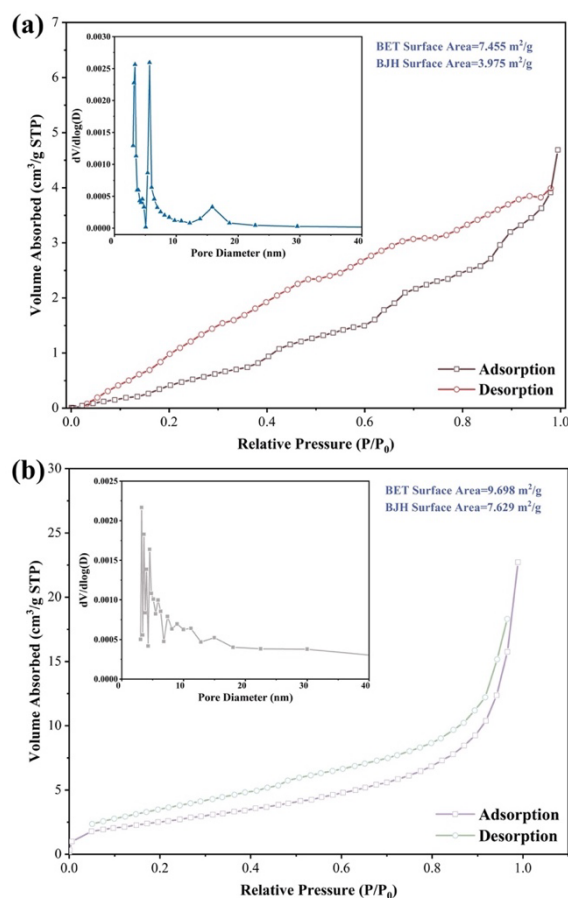 (a)
BET Surface Area=7.455 m²/g
BJH Surface Area=3.975 m²/g
0.0030
0.0025
0.0020
0.0015
0.0010
0.0005
0.0000
dV/dlog(D)
0 10 20 30 40
Pore Diameter (nm)
7
6
5
4
3
2
1
0
Volume Absorbed (cm³/g STP)
Adsorption
Desorption
0.0 0.2 0.4 0.6 0.8 1.0
Relative Pressure (P/P₀)
(b)
BET Surface Area=9.698 m²/g
BJH Surface Area=7.629 m²/g
0.0025
0.0020
0.0015
0.0010
0.0005
0.0000
dV/dlog(D)
0 10 20 30 40
Pore Diameter (nm)
30
25
20
15
10
5
0
Volume Absorbed (cm³/g STP)
Adsorption
Desorption
0.0 0.2 0.4 0.6 0.8 1.0
Relative Pressure (P/P₀)